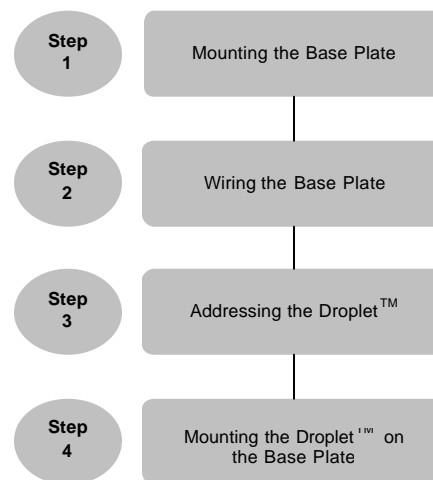 Step
1
Mounting the Base Plate
Step
2
Wiring the Base Plate
Step
3
Addressing the Droplet™
Step
4
Mounting the Droplet™ on
the Base Plate